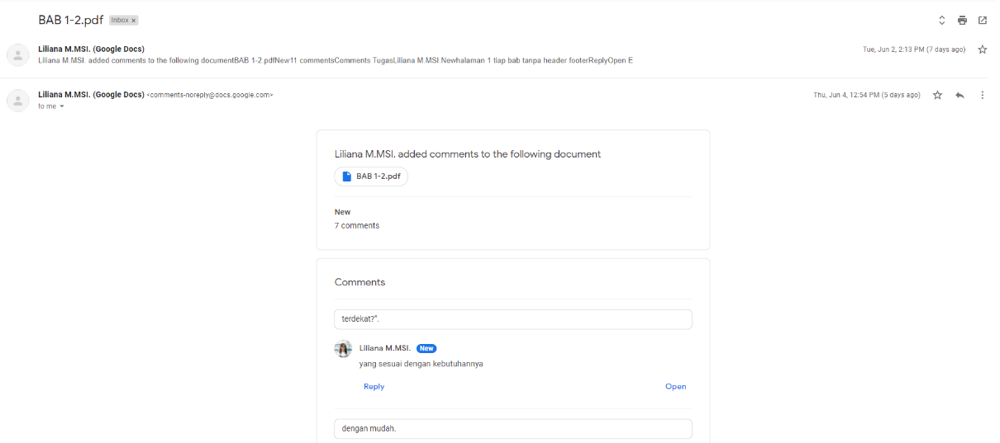 BAB 1-2.pdf Inbox x
Liliana M.MSI. (Google Docs) Tue, Jun 2, 2:13 PM (7 days ago)
Liliana M.MSI. added comments to the following documentBAB 1-2.pdfNew11 commentsComments TugasLiliana M.MSI.Newhalaman 1 tiap bab tanpa header footerReplyOpen E
Liliana M.MSI. (Google Docs) <comments-noreply@docs.google.com> Thu, Jun 4, 12:54 PM (5 days ago)
to me
Liliana M.MSI. added comments to the following document
BAB 1-2.pdf
New
7 comments
Comments
terdekat?".
Liliana M.MSI. New
yang sesuai dengan kebutuhannya
Reply Open
dengan mudah.